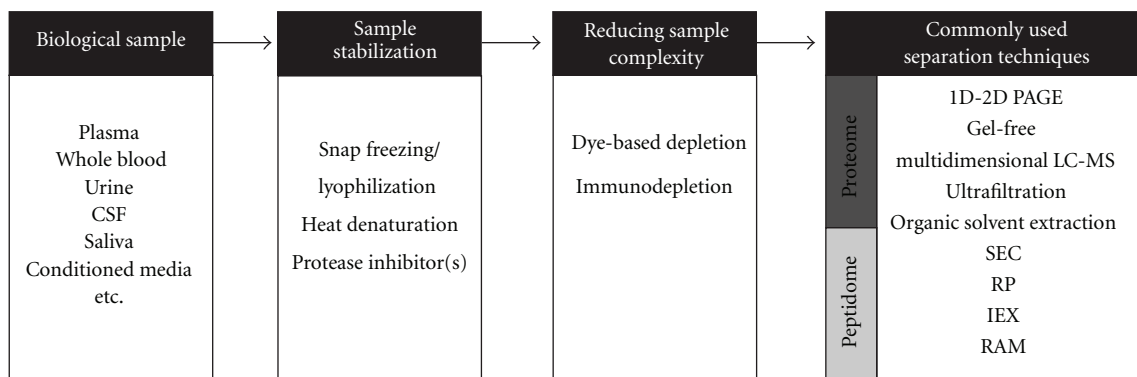 Biological sample
Plasma
Whole blood
Urine
CSF
Saliva
Conditioned media
etc.
Sample
stabilization
Snap freezing/
lyophilization
Heat denaturation
Protease inhibitor(s)
Reducing sample
complexity
Dye-based depletion
Immunodepletion
Commonly used
separation techniques
Proteome
Peptidome
1D-2D PAGE
Gel-free
multidimensional LC-MS
Ultrafiltration
Organic solvent extraction
SEC
RP
IEX
RAM